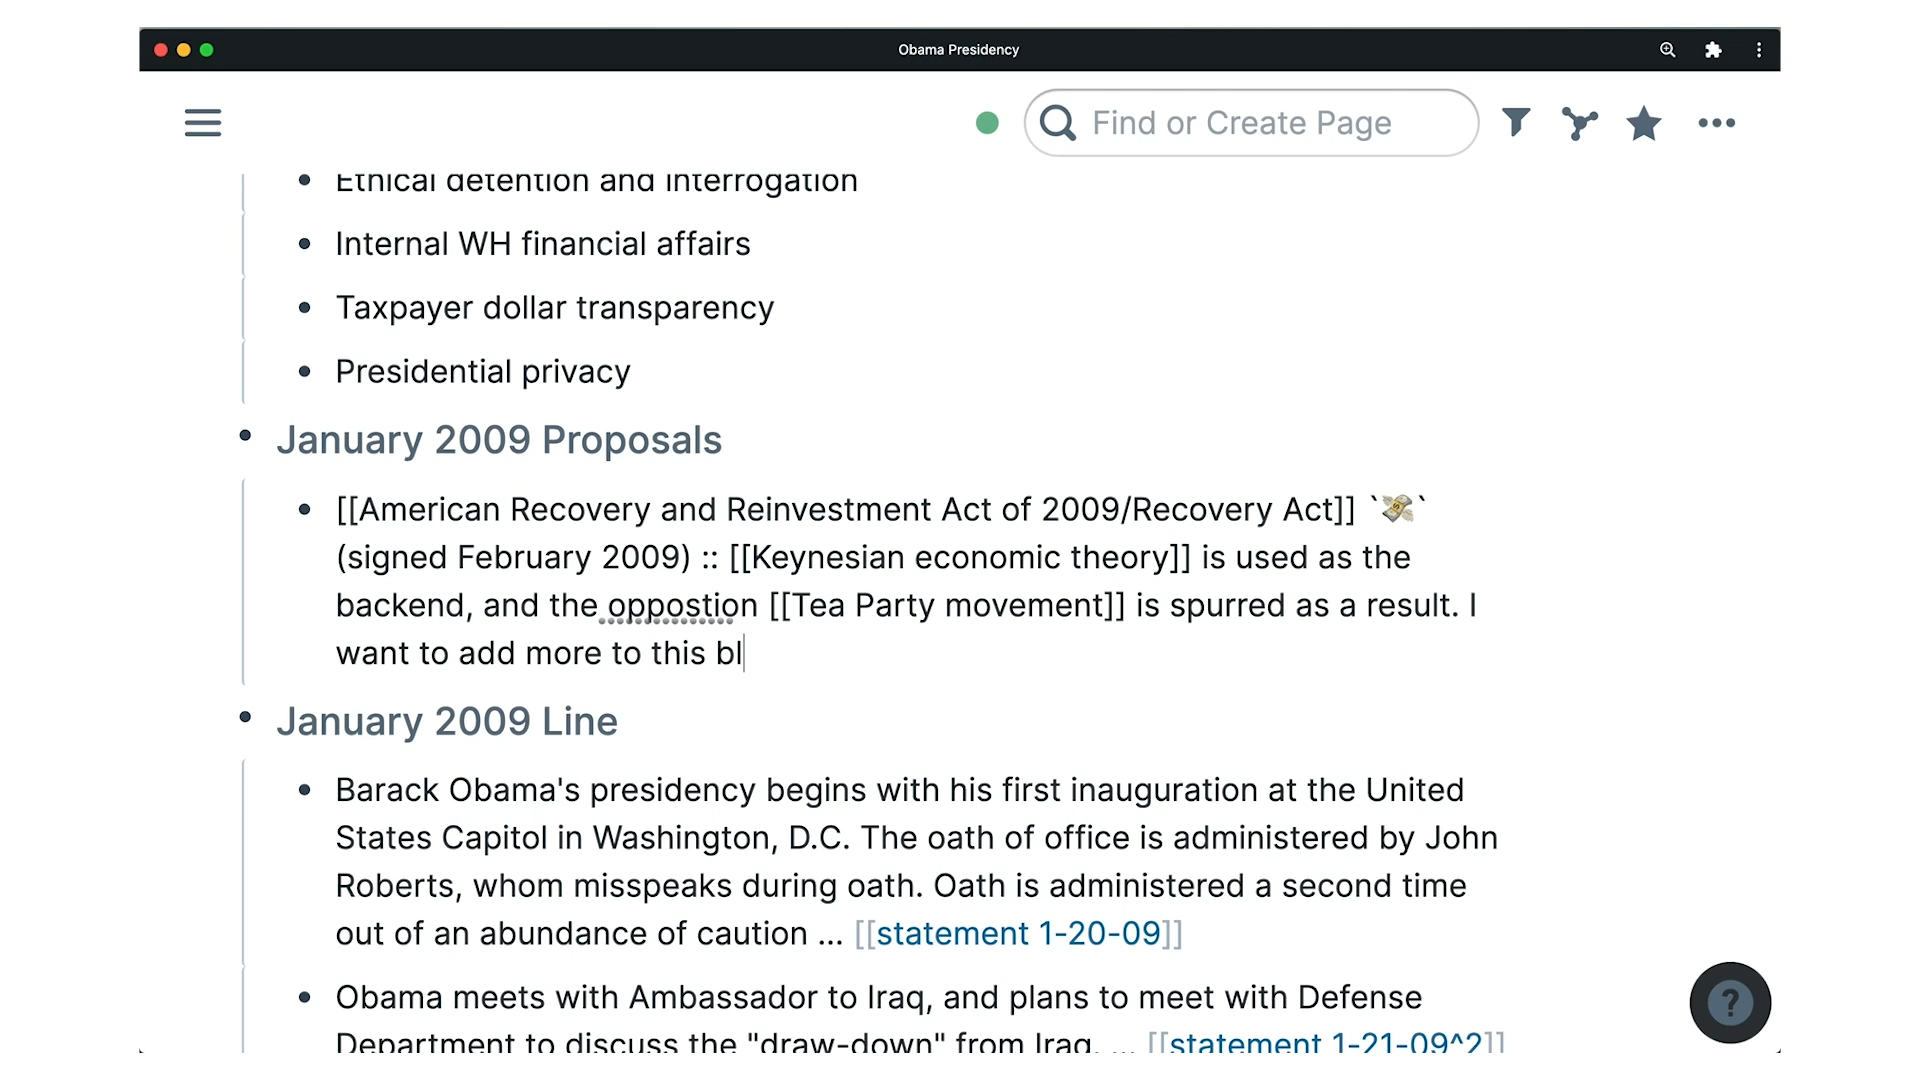 Obama Presidency
Find or Create Page
Ethical detention and interrogation
Internal WH financial affairs
Taxpayer dollar transparency
Presidential privacy
January 2009 Proposals
[[American Recovery and Reinvestment Act of 2009/Recovery Act]] `💸`
(signed February 2009) :: [[Keynesian economic theory]] is used as the
backend, and the oppostion [[Tea Party movement]] is spurred as a result. I
want to add more to this bl
January 2009 Line
Barack Obama's presidency begins with his first inauguration at the United
States Capitol in Washington, D.C. The oath of office is administered by John
Roberts, whom misspeaks during oath. Oath is administered a second time
out of an abundance of caution ... [[statement 1-20-09]]
Obama meets with Ambassador to Iraq, and plans to meet with Defense
Department to discuss the "draw-down" from Iraq. ... [[statement 1-21-09^2]]
?